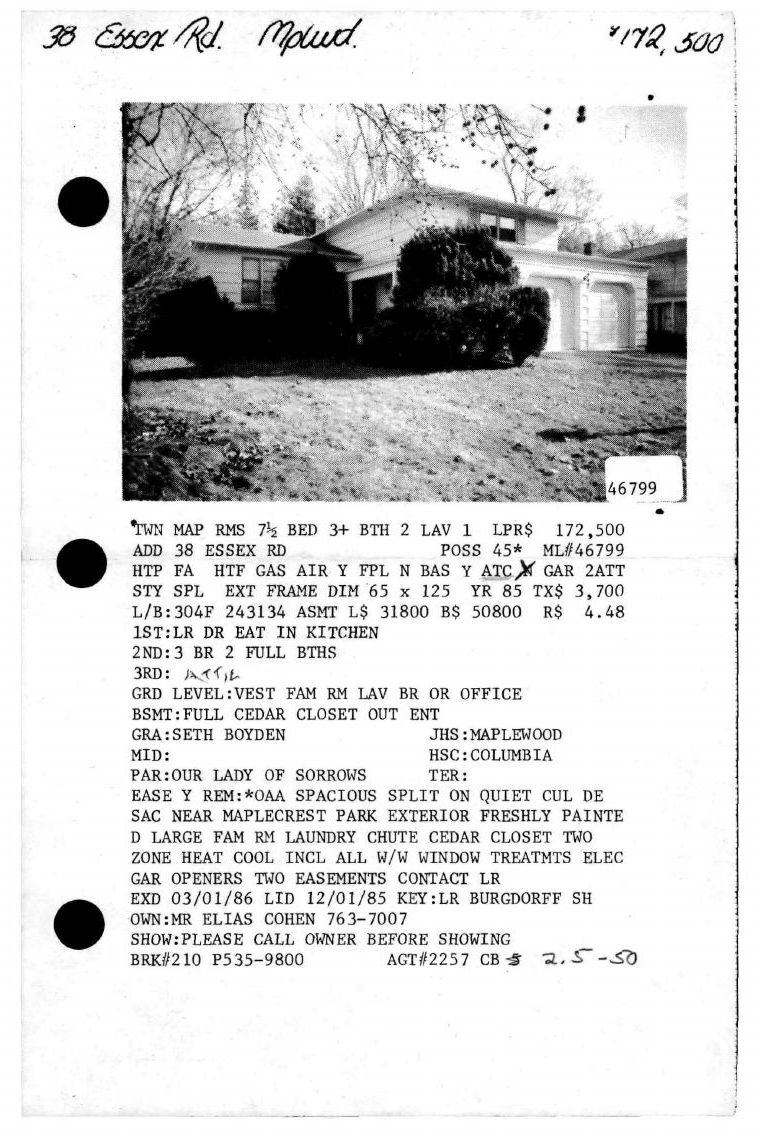 38 Essex Rd. Mplwd. $172,500
46799
TWN MAP RMS 7½ BED 3+ BTH 2 LAV 1 LPR$ 172,500
ADD 38 ESSEX RD POSS 45* ML#46799
HTP FA HTF GAS AIR Y FPL N BAS Y ATC N GAR 2ATT
STY SPL EXT FRAME DIM 65 x 125 YR 85 TX$ 3,700
L/B:304F 243134 ASMT L$ 31800 B$ 50800 R$ 4.48
1ST:LR DR EAT IN KITCHEN
2ND:3 BR 2 FULL BTHS
3RD: ATTIC
GRD LEVEL:VEST FAM RM LAV BR OR OFFICE
BSMT:FULL CEDAR CLOSET OUT ENT
GRA:SETH BOYDEN JHS:MAPLEWOOD
MID: HSC:COLUMBIA
PAR:OUR LADY OF SORROWS TER:
EASE Y REM:*OAA SPACIOUS SPLIT ON QUIET CUL DE
SAC NEAR MAPLECREST PARK EXTERIOR FRESHLY PAINTE
D LARGE FAM RM LAUNDRY CHUTE CEDAR CLOSET TWO
ZONE HEAT COOL INCL ALL W/W WINDOW TREATMTS ELEC
GAR OPENERS TWO EASEMENTS CONTACT LR
EXD 03/01/86 LID 12/01/85 KEY:LR BURGDORFF SH
OWN:MR ELIAS COHEN 763-7007
SHOW:PLEASE CALL OWNER BEFORE SHOWING
BRK#210 P535-9800 AGT#2257 CB 2.5-50